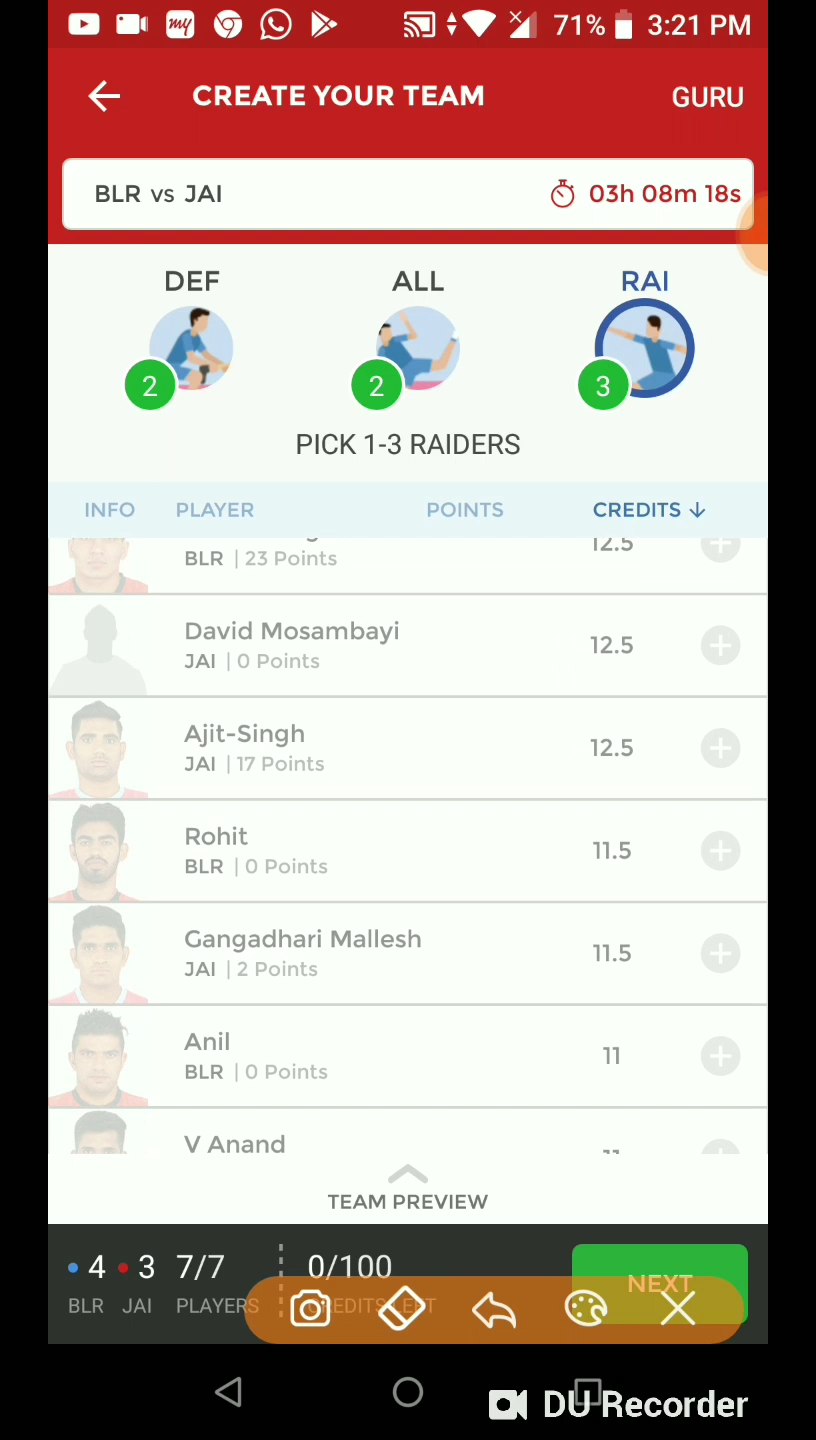 my 71% 3:21 PM
CREATE YOUR TEAM GURU
BLR vs JAI 03h 08m 18s
DEF ALL RAI
2 2 3
PICK 1-3 RAIDERS
INFO PLAYER POINTS CREDITS
12.5
BLR | 23 Points
David Mosambayi
12.5
JAI | 0 Points
Ajit-Singh
12.5
JAI | 17 Points
Rohit
11.5
BLR | 0 Points
Gangadhari Mallesh
11.5
JAI | 2 Points
Anil
11
BLR | 0 Points
V Anand
TEAM PREVIEW
4 3 7/7 0/100
NEXT
BLR JAI PLAYERS CREDITS LEFT
DU Recorder